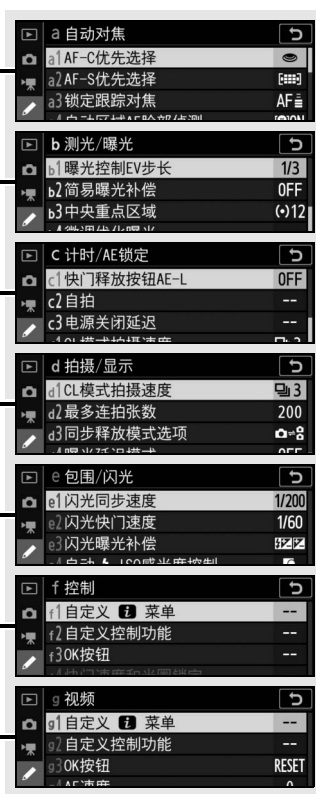 a 自动对焦
a1 AF-C优先选择
a2 AF-S优先选择
a3 锁定跟踪对焦 AF
b 测光/曝光
b1 曝光控制EV步长 1/3
b2 简易曝光补偿 OFF
b3 中央重点区域 (•)12
c 计时/AE锁定
c1 快门释放按钮AE-L OFF
c2 自拍 --
c3 电源关闭延迟 --
d 拍摄/显示
d1 CL模式拍摄速度 3
d2 最多连拍张数 200
d3 同步释放模式选项
e 包围/闪光
e1 闪光同步速度 1/200
e2 闪光快门速度 1/60
e3 闪光曝光补偿
f 控制
f1 自定义 i 菜单 --
f2 自定义控制功能 --
f3 OK按钮
g 视频
g1 自定义 i 菜单 --
g2 自定义控制功能 --
g3 OK按钮 RESET